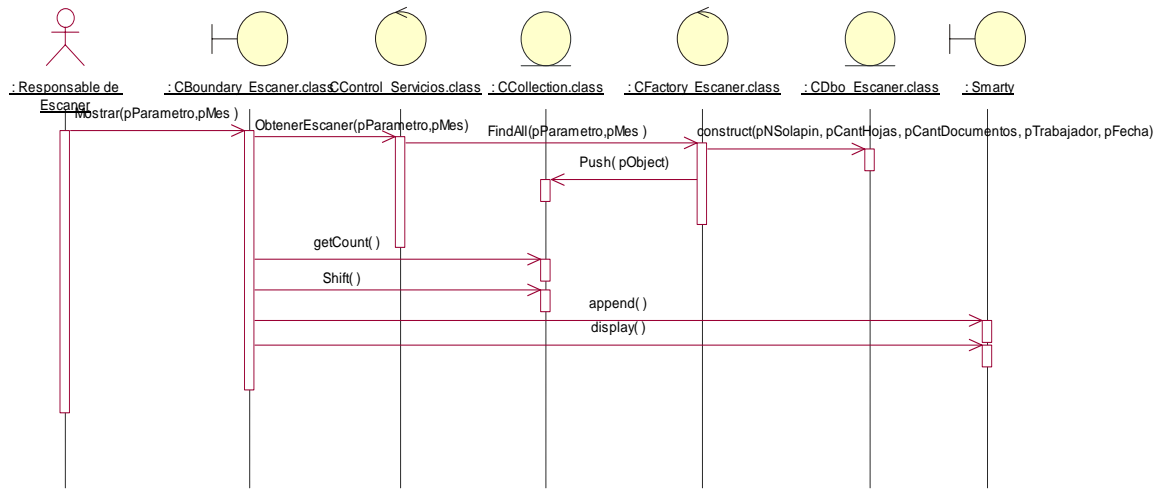 : Responsable de
Escaner
: CBoundary_Escaner.class
CControl_Servicios.class
: CCollection.class
: CFactory_Escaner.class
: CDbo_Escaner.class
: Smarty
Mostrar(pParametro,pMes )
ObtenerEscaner(pParametro,pMes)
FindAll(pParametro,pMes )
construct(pNSolapin, pCantHojas, pCantDocumentos, pTrabajador, pFecha)
Push( pObject)
getCount( )
Shift( )
append( )
display( )